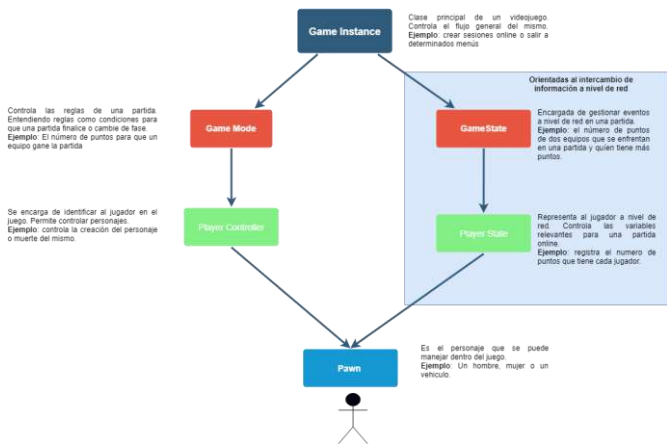 Game Instance
Clase principal de un videojuego.
Controla el flujo general del mismo.
Ejemplo: crear sesiones online o salir a
determinados menús
Orientadas al intercambio de
información a nivel de red
Controla las reglas de una partida.
Entendiendo reglas como condiciones para
que una partida finalice o cambie de fase.
Ejemplo: El número de puntos para que un
equipo gane la partida
Game Mode
GameState
Encargada de gestionar eventos
a nivel de red en una partida.
Ejemplo: el número de puntos
de dos equipos que se enfrentan
en una partida y quién tiene más
puntos.
Se encarga de identificar al jugador en el
juego. Permite controlar personajes.
Ejemplo: controla la creación del personaje
o muerte del mismo.
Player Controller
Player State
Representa al jugador a nivel de
red. Controla las variables
relevantes para una partida
online.
Ejemplo: registra el numero de
puntos que tiene cada jugador.
Pawn
Es el personaje que se puede
manejar dentro del juego.
Ejemplo: Un hombre, mujer o un
vehículo.